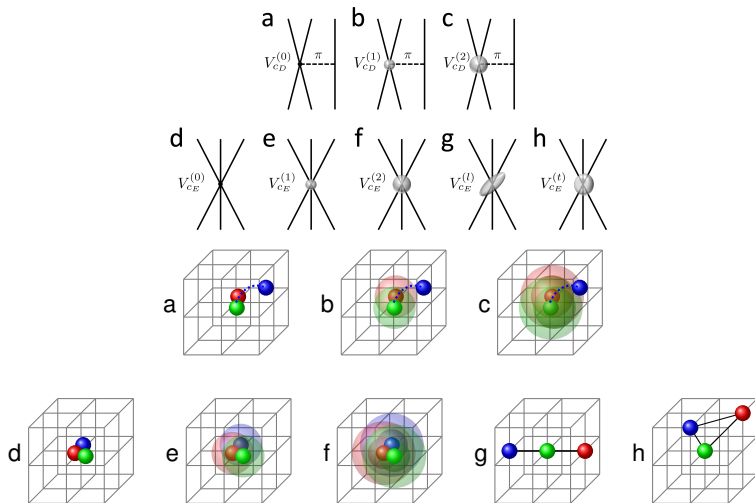 a b c
V_{c_D}^{(0)} π V_{c_D}^{(1)} π V_{c_D}^{(2)} π
d e f g h
V_{c_E}^{(0)} V_{c_E}^{(1)} V_{c_E}^{(2)} V_{c_E}^{(l)} V_{c_E}^{(t)}
a b c
d e f g h